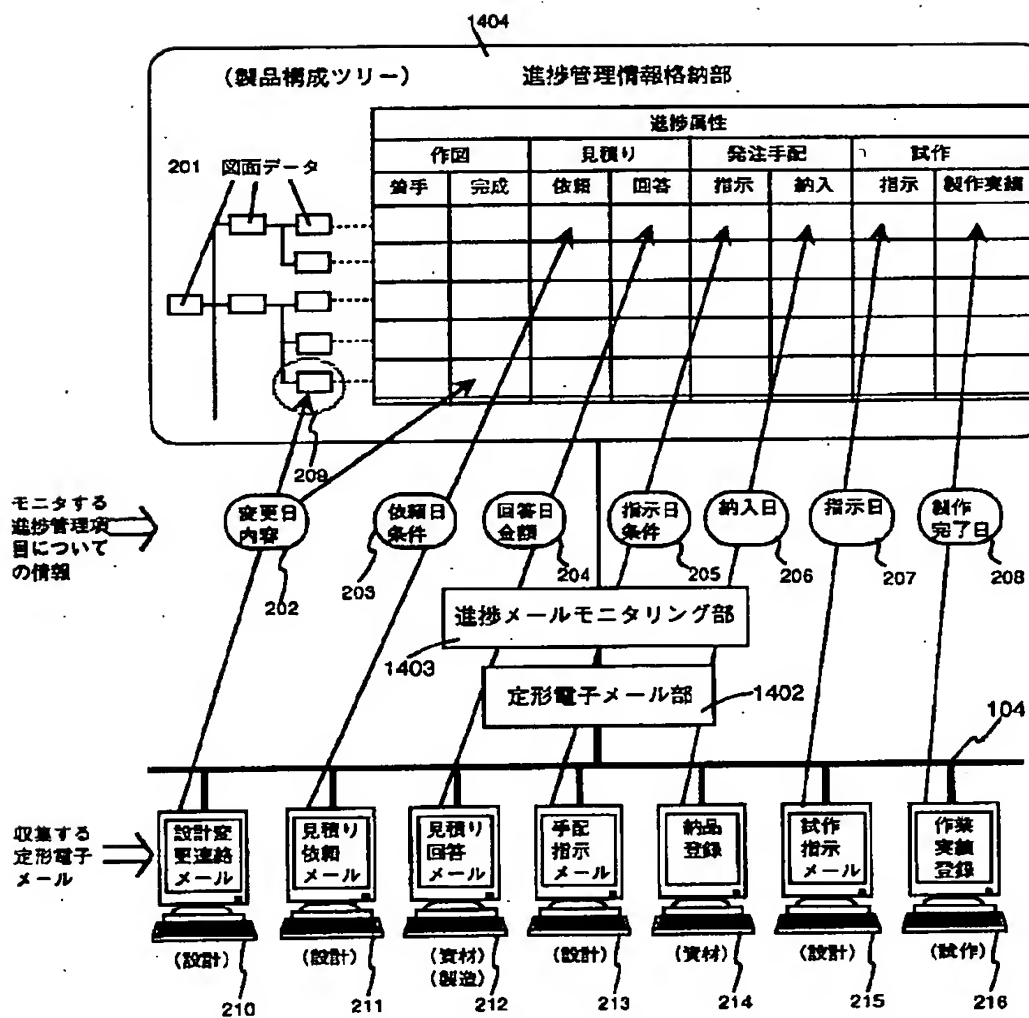 1404
(製品構成ツリー) 進捗管理情報格納部
進捗属性
作図 見積り 発注手配 試作
着手 完成 依頼 回答 指示 納入 指示 製作実績
201 図面データ
209
モニタする
進捗管理項
目について
の情報
変更日
内容
202
依頼日
条件
203
回答日
金額
204
指示日
条件
205
納入日
206
指示日
207
製作
完了日
208
進捗メールモニタリング部
1403
定形電子メール部
1402
104
収集する
定形電子
メール
設計変
更連絡
メール
(設計)
210
見積り
依頼
メール
(設計)
211
見積り
回答
メール
(資材)
(製造)
212
手配
指示
メール
(設計)
213
納品
登録
(資材)
214
試作
指示
メール
(設計)
215
作業
実績
登録
(試作)
216